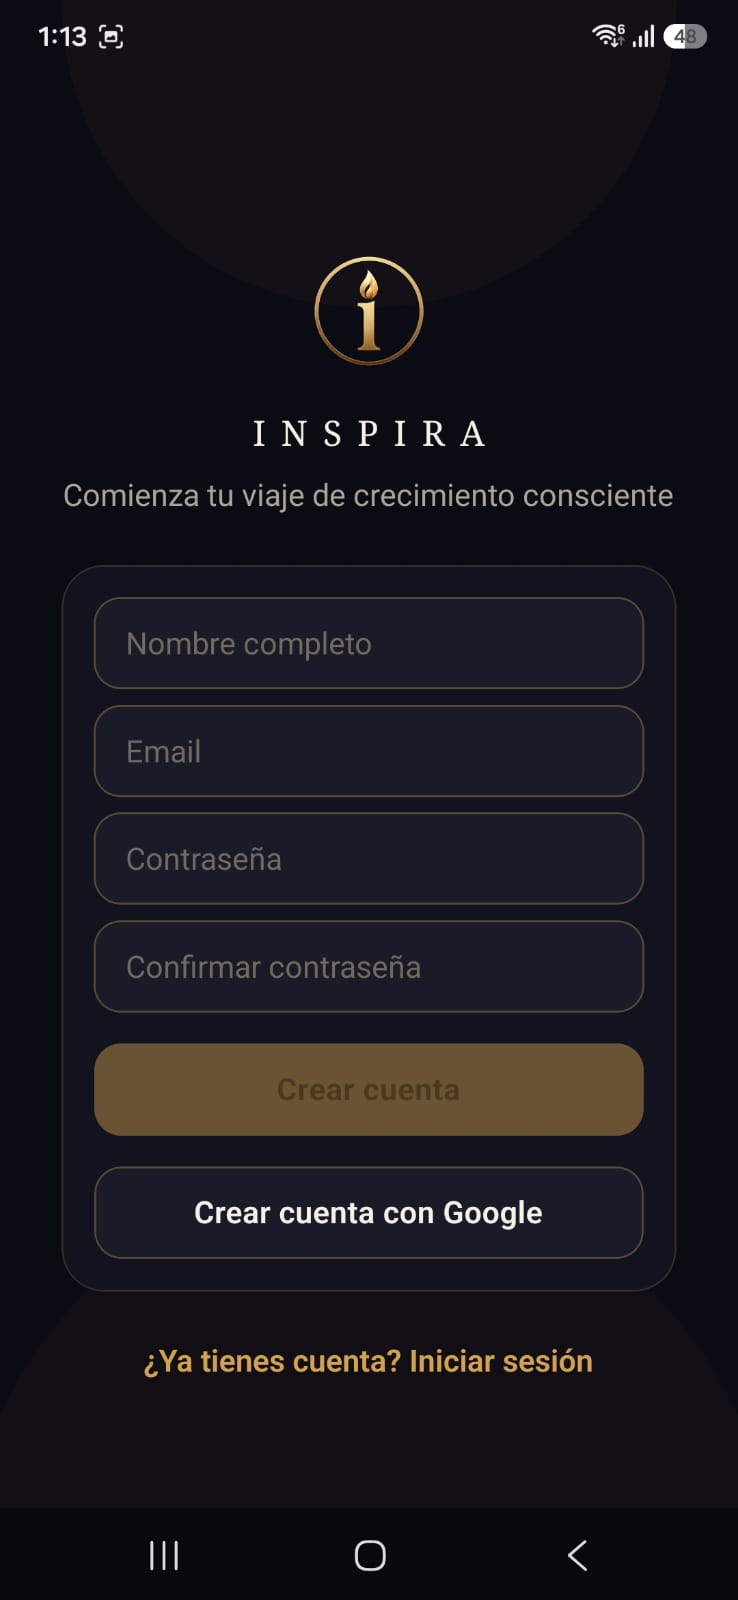 1:13
6
48
i
INSPIRA
Comienza tu viaje de crecimiento consciente
Nombre completo
Email
Contraseña
Confirmar contraseña
Crear cuenta
Crear cuenta con Google
¿Ya tienes cuenta? Iniciar sesión